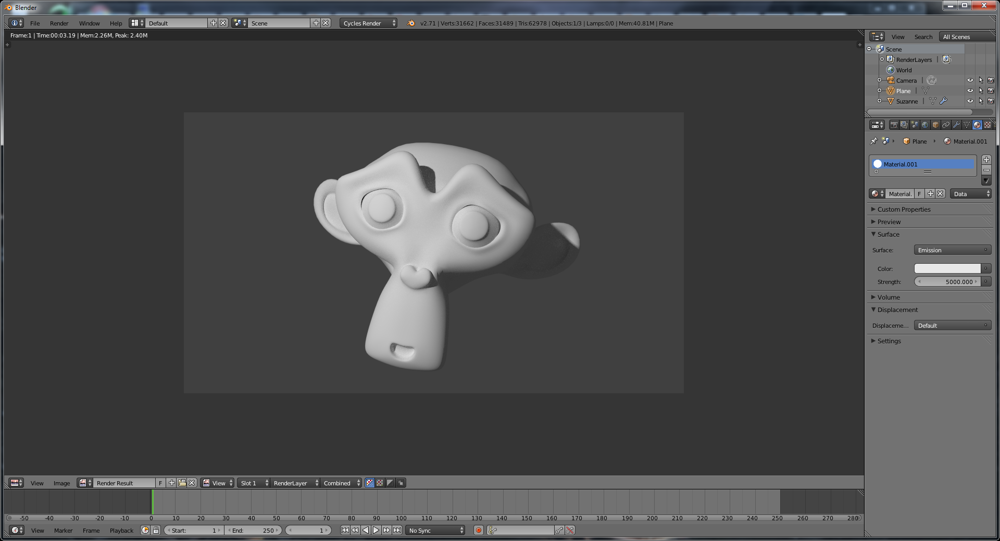 Blender
File Render Window Help Default Scene Cycles Render v2.71 | Verts:31662 | Faces:31489 | Tris:62978 | Objects:1/3 | Lamps:0/0 | Mem:40.81M | Plane
Frame:1 | Time:00:03.19 | Mem:2.26M, Peak: 2.40M
View Search All Scenes
Scene
RenderLayers
World
Camera
Plane
Suzanne
Plane Material.001
Material.001
Material. F Data
Custom Properties
Preview
Surface
Surface: Emission
Color:
Strength: 5000.000
Volume
Displacement
Displaceme... Default
Settings
View Image Render Result F View Slot 1 RenderLayer Combined
-50 -40 -30 -20 -10 0 10 20 30 40 50 60 70 80 90 100 110 120 130 140 150 160 170 180 190 200 210 220 230 240 250 260 270 280
View Marker Frame Playback Start: 1 End: 250 1 No Sync